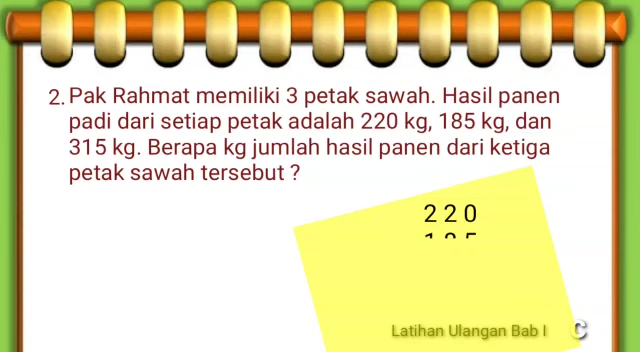 2. Pak Rahmat memiliki 3 petak sawah. Hasil panen
padi dari setiap petak adalah 220 kg, 185 kg, dan
315 kg. Berapa kg jumlah hasil panen dari ketiga
petak sawah tersebut ?
2 2 0
Latihan Ulangan Bab I